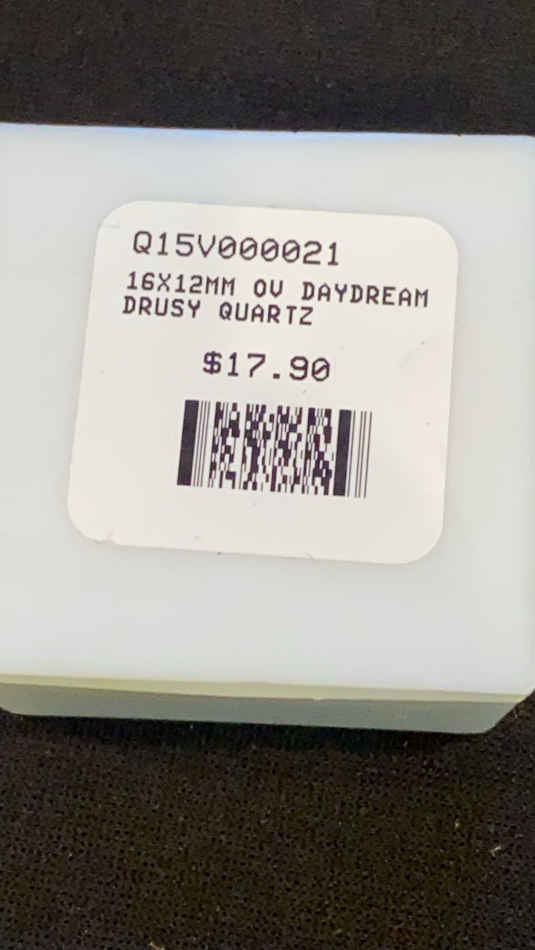 Q15V000021
16X12MM OV DAYDREAM
DRUSY QUARTZ
$17.90